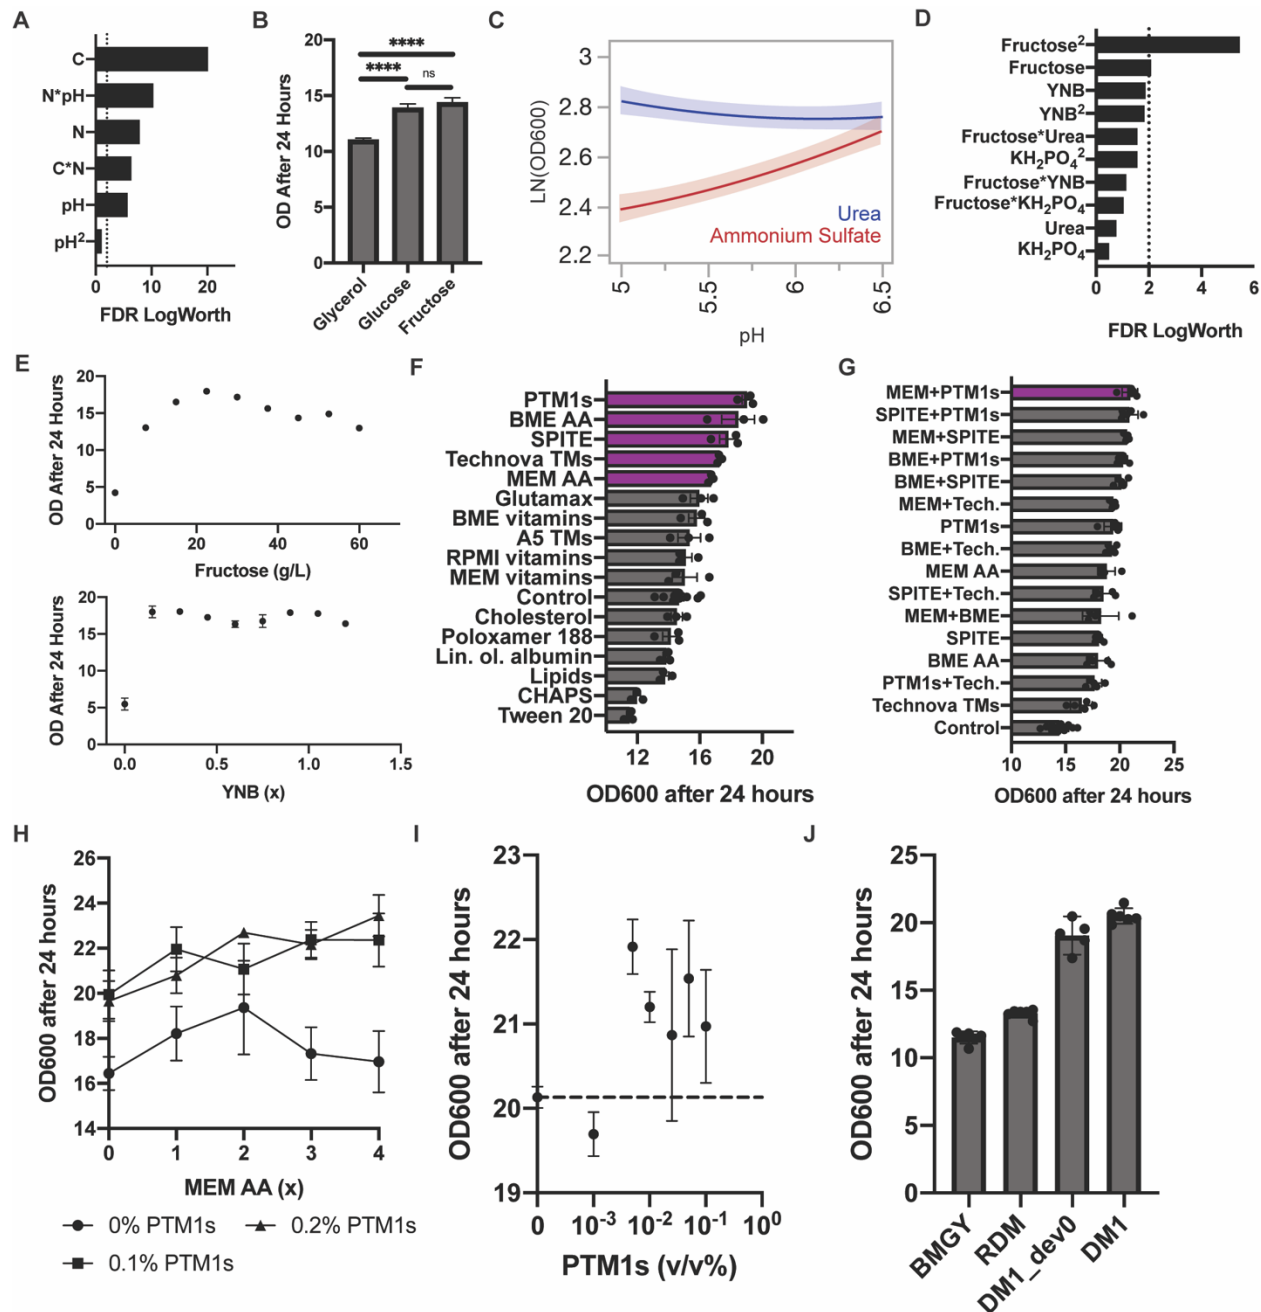 A
C
N*pH
N
C*N
pH
pH²
0 10 20
FDR LogWorth
B
OD After 24 Hours
20
15
10
5
0
****
****
ns
Glycerol
Glucose
Fructose
C
LN(OD600)
3
2.8
2.6
2.4
2.2
Urea
Ammonium Sulfate
5 5.5 6 6.5
pH
D
Fructose²
Fructose
YNB
YNB²
Fructose*Urea
KH₂PO₄²
Fructose*YNB
Fructose*KH₂PO₄
Urea
KH₂PO₄
0 2 4 6
FDR LogWorth
E
OD After 24 Hours
20
15
10
5
0
0 20 40 60
Fructose (g/L)
OD After 24 Hours
20
15
10
5
0
0.0 0.5 1.0 1.5
YNB (x)
F
PTM1s
BME AA
SPITE
Technova TMs
MEM AA
Glutamax
BME vitamins
A5 TMs
RPMI vitamins
MEM vitamins
Control
Cholesterol
Poloxamer 188
Lin. ol. albumin
Lipids
CHAPS
Tween 20
12 16 20
OD600 after 24 hours
G
MEM+PTM1s
SPITE+PTM1s
MEM+SPITE
BME+PTM1s
BME+SPITE
MEM+Tech.
PTM1s
BME+Tech.
MEM AA
SPITE+Tech.
MEM+BME
SPITE
BME AA
PTM1s+Tech.
Technova TMs
Control
10 15 20 25
OD600 after 24 hours
H
OD600 after 24 hours
26
24
22
20
18
16
14
0 1 2 3 4
MEM AA (x)
0% PTM1s 0.2% PTM1s
0.1% PTM1s
I
OD600 after 24 hours
23
22
21
20
19
0 10⁻³ 10⁻² 10⁻¹ 10⁰
PTM1s (v/v%)
J
OD600 after 24 hours
25
20
15
10
5
0
BMGY
RDM
DM1_dev0
DM1